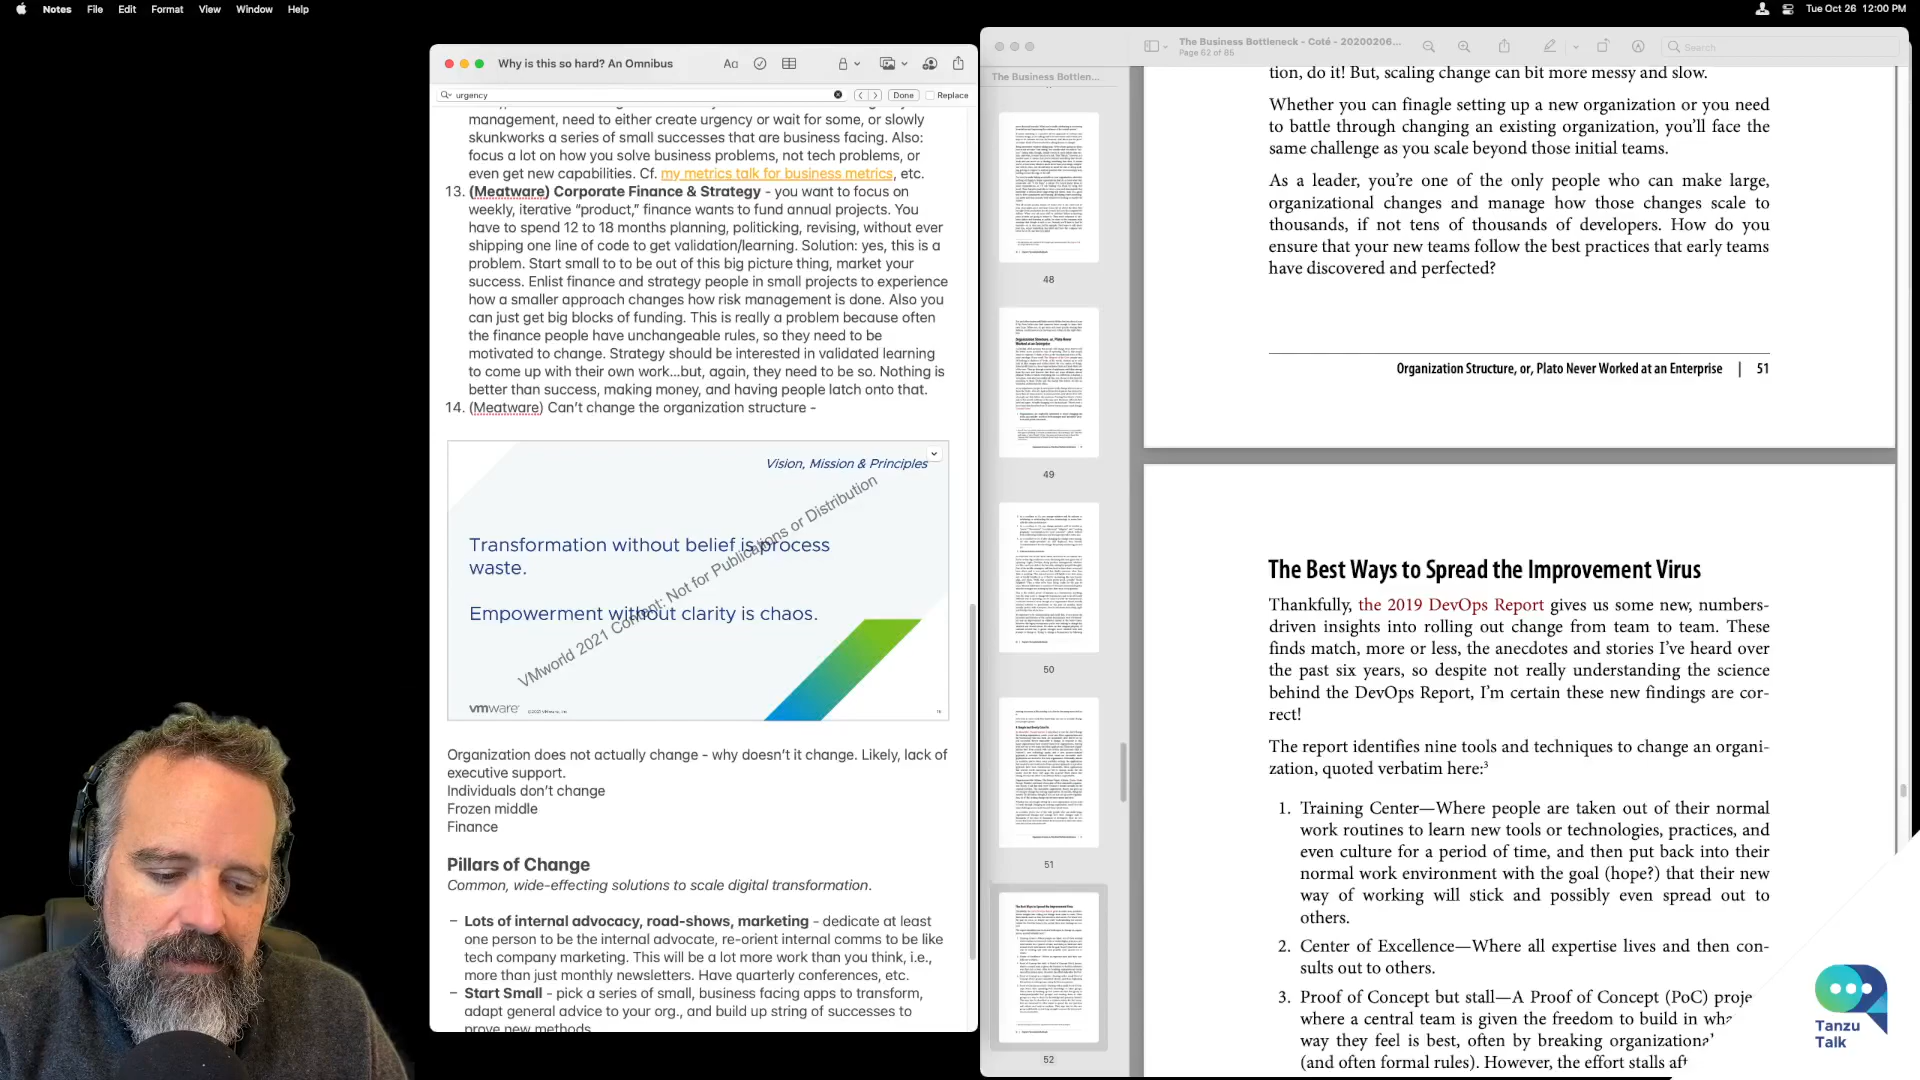 Notes File Edit Format View Window Help
Tue Oct 26 12:00 PM
Why is this so hard? An Omnibus
Aa
urgency
Done
Replace
management, need to either create urgency or wait for some, or slowly
skunkworks a series of small successes that are business facing. Also:
focus a lot on how you solve business problems, not tech problems, or
even get new capabilities. Cf. my metrics talk for business metrics, etc.
13. (Meatware) Corporate Finance & Strategy - you want to focus on
weekly, iterative “product,” finance wants to fund annual projects. You
have to spend 12 to 18 months planning, politicking, revising, without ever
shipping one line of code to get validation/learning. Solution: yes, this is a
problem. Start small to to be out of this big picture thing, market your
success. Enlist finance and strategy people in small projects to experience
how a smaller approach changes how risk management is done. Also you
can just get big blocks of funding. This is really a problem because often
the finance people have unchangeable rules, so they need to be
motivated to change. Strategy should be interested in validated learning
to come up with their own work...but, again, they need to be so. Nothing is
better than success, making money, and having people latch onto that.
14. (Meatware) Can’t change the organization structure -
Vision, Mission & Principles
Transformation without belief is process
waste.
Empowerment without clarity is chaos.
VMworld 2021 Content: Not for Publications or Distribution
vmware
Organization does not actually change - why doesn’t it change. Likely, lack of
executive support.
Individuals don’t change
Frozen middle
Finance
Pillars of Change
Common, wide-effecting solutions to scale digital transformation.
– Lots of internal advocacy, road-shows, marketing - dedicate at least
one person to be the internal advocate, re-orient internal comms to be like
tech company marketing. This will be a lot more work than you think, i.e.,
more than just monthly newsletters. Have quarterly conferences, etc.
– Start Small - pick a series of small, business facing apps to transform,
adapt general advice to your org., and build up string of successes to
prove new methods
The Business Bottleneck - Coté - 20200206...
Page 62 of 85
Search
The Business Bottlen...
48
49
50
51
52
tion, do it! But, scaling change can bit more messy and slow.
Whether you can finagle setting up a new organization or you need
to battle through changing an existing organization, you’ll face the
same challenge as you scale beyond those initial teams.
As a leader, you’re one of the only people who can make large,
organizational changes and manage how those changes scale to
thousands, if not tens of thousands of developers. How do you
ensure that your new teams follow the best practices that early teams
have discovered and perfected?
Organization Structure, or, Plato Never Worked at an Enterprise | 51
The Best Ways to Spread the Improvement Virus
Thankfully, the 2019 DevOps Report gives us some new, numbers-
driven insights into rolling out change from team to team. These
finds match, more or less, the anecdotes and stories I’ve heard over
the past six years, so despite not really understanding the science
behind the DevOps Report, I’m certain these new findings are cor-
rect!
The report identifies nine tools and techniques to change an organi-
zation, quoted verbatim here:³
1. Training Center—Where people are taken out of their normal
work routines to learn new tools or technologies, practices, and
even culture for a period of time, and then put back into their
normal work environment with the goal (hope?) that their new
way of working will stick and possibly even spread out to
others.
2. Center of Excellence—Where all expertise lives and then con-
sults out to others.
3. Proof of Concept but stall—A Proof of Concept (PoC)
where a central team is given the freedom to build in
way they feel is best, often by breaking
(and often formal rules). However, the effort stalls
Tanzu
Talk